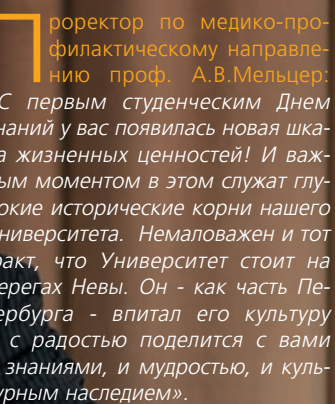 Проректор по медико-про-
филактическому направле-
нию проф. А.В.Мельцер:
С первым студенческим Днем
наний у вас появилась новая шка-
а жизненных ценностей! И важ-
ым моментом в этом служат глу-
окие исторические корни нашего
ниверситета. Немаловажен и тот
акт, что Университет стоит на
ерегах Невы. Он - как часть Пе-
ербурга - впитал его культуру
с радостью поделится с вами
знаниями, и мудростью, и куль-
урным наследием».